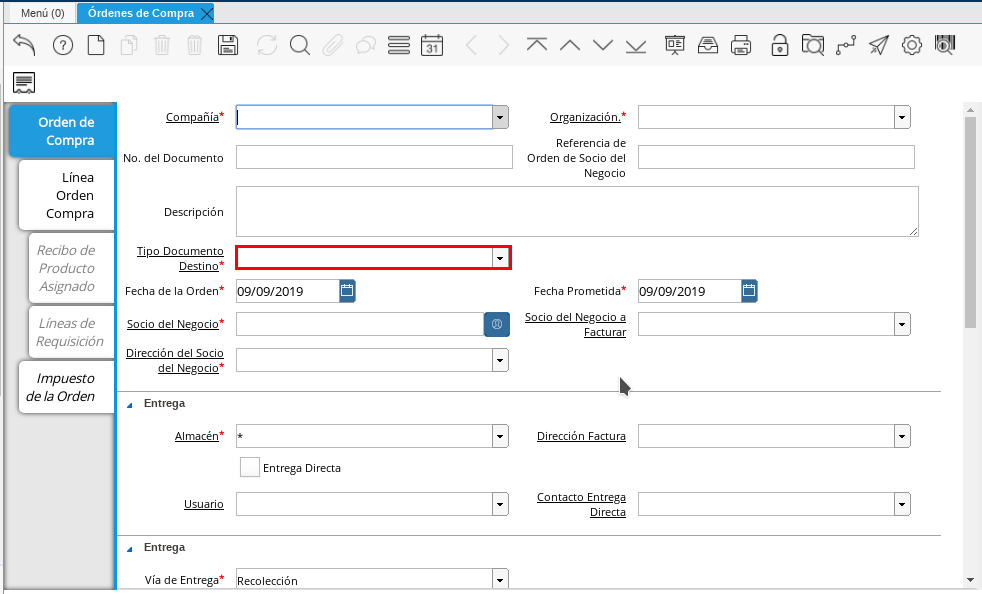 Menú (0)
Órdenes de Compra
31
Orden de
Compra
Línea
Orden
Compra
Recibo de
Producto
Asignado
Líneas de
Requisición
Impuesto
de la Orden
Compañía*
Organización.*
No. del Documento
Referencia de
Orden de Socio del
Negocio
Descripción
Tipo Documento
Destino*
Fecha de la Orden* 09/09/2019
Fecha Prometida* 09/09/2019
Socio del Negocio*
Socio del Negocio a
Facturar
Dirección del Socio
del Negocio*
Entrega
Almacén* *
Dirección Factura
Entrega Directa
Usuario
Contacto Entrega
Directa
Entrega
Vía de Entrega* Recolección